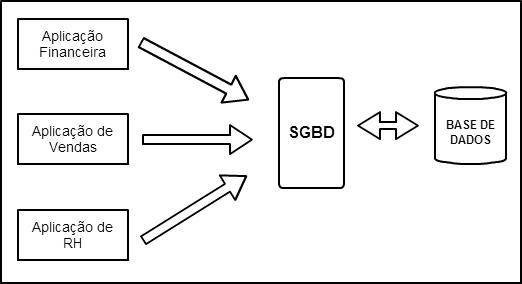 Aplicação
Financeira
Aplicação de
Vendas
Aplicação de
RH
SGBD
BASE DE
DADOS